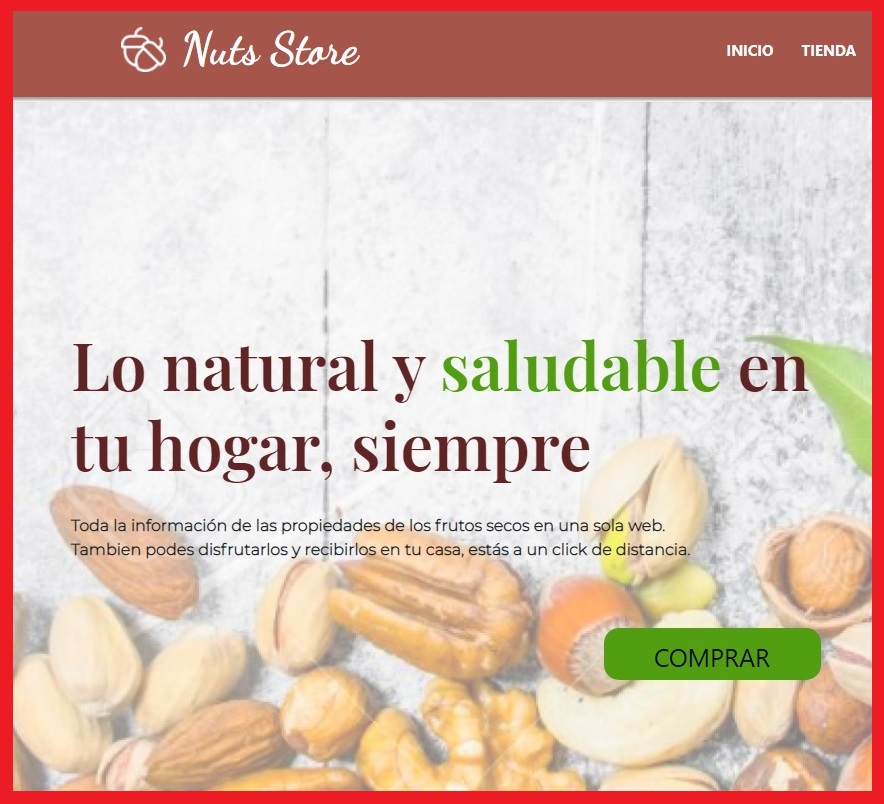 Nuts Store
INICIO TIENDA
Lo natural y saludable en
tu hogar, siempre
Toda la información de las propiedades de los frutos secos en una sola web.
Tambien podes disfrutarlos y recibirlos en tu casa, estás a un click de distancia.
COMPRAR